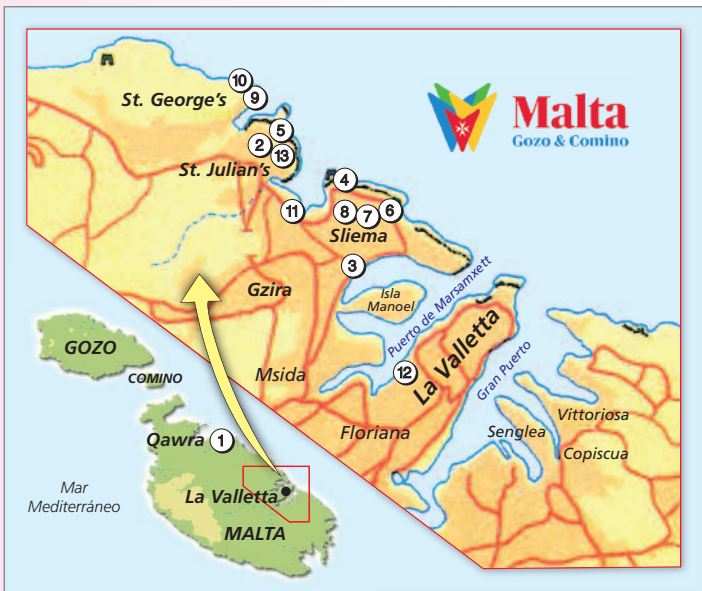 10
St. George's
9
5
2
13
St. Julian's
4
11
8
7
6
Sliema
3
Gzira
Isla
Manoel
Puerto de Marsamxett
La Valletta
Gran Puerto
12
Msida
Floriana
Senglea
Vittoriosa
Copiscua
Malta
Gozo & Comino
GOZO
COMINO
Qawra 1
La Valletta
MALTA
Mar
Mediterráneo